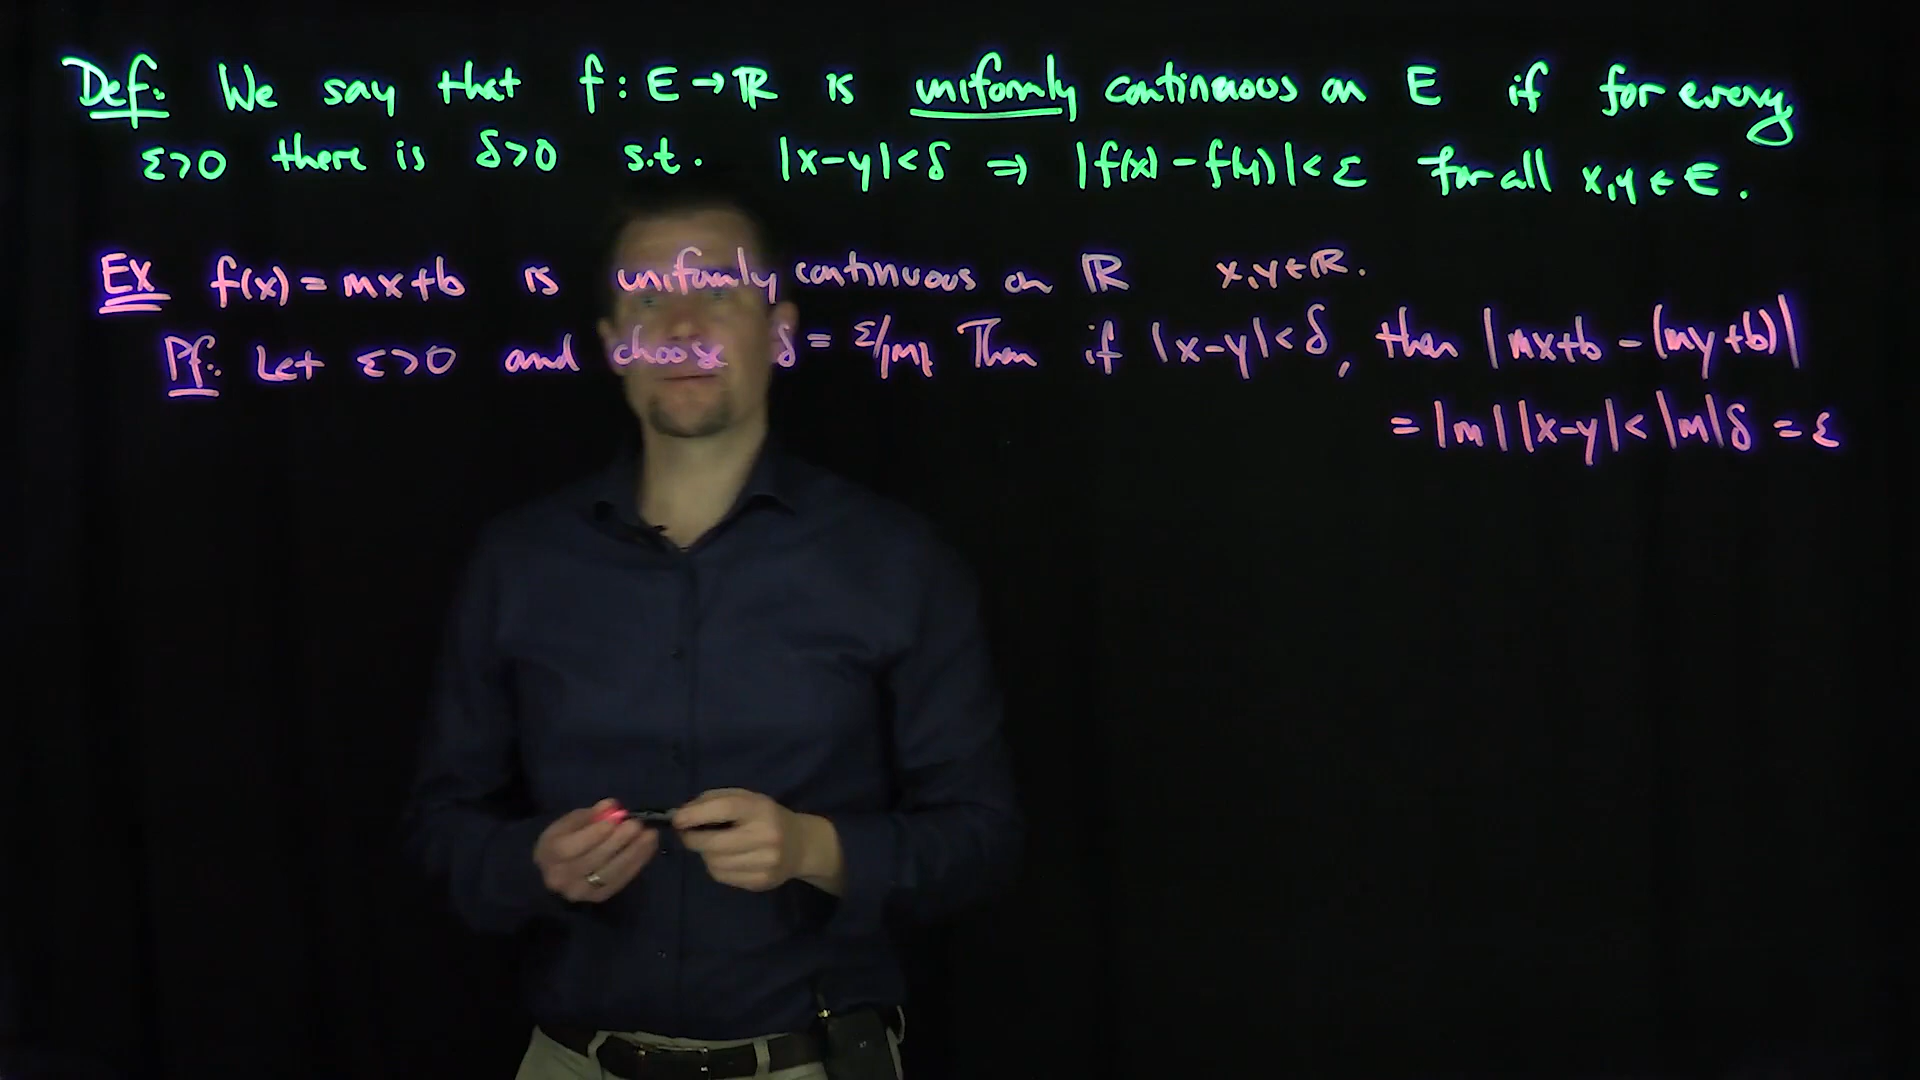 Def: We say that f : E → ℝ is uniformly continuous on E if for every
ε>0 there is δ>0 s.t. |x-y|<δ ⇒ |f(x) - f(y)|<ε for all x,y ∈ E.
Ex f(x) = mx+b is uniformly continuous on ℝ x,y ∈ ℝ.
Pf: Let ε>0 and choose δ = ε/|m|. Then if |x-y|<δ, then |mx+b - (my+b)|
= |m||x-y| < |m|δ = ε